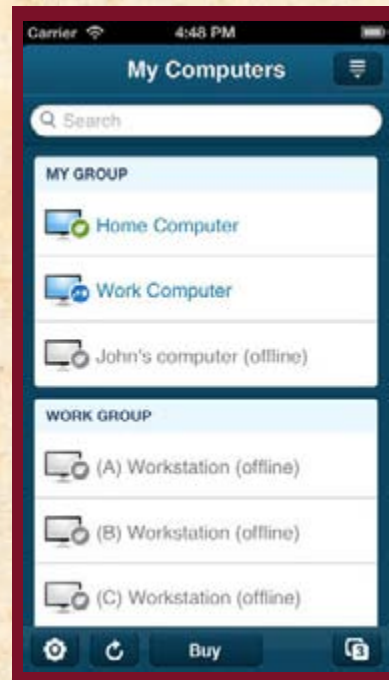 Carrier 4:48 PM
My Computers
Search
MY GROUP
Home Computer
Work Computer
John's computer (offline)
WORK GROUP
(A) Workstation (offline)
(B) Workstation (offline)
(C) Workstation (offline)
Buy 3